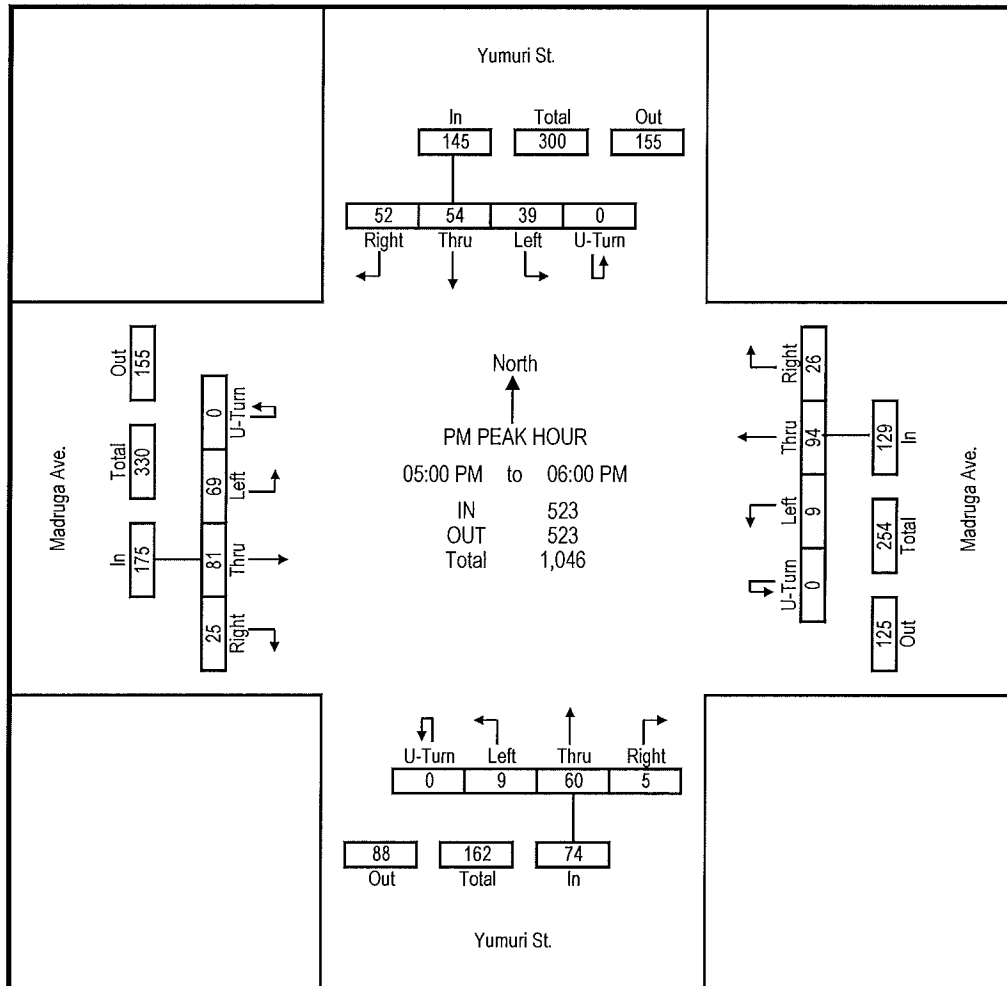 Yumuri St.
In Total Out
145 300 155
52 54 39 0
Right Thru Left U-Turn
Madruga Ave.
Out 155
Total 330
In 175
0 U-Turn
69 Left
81 Thru
25 Right
North
PM PEAK HOUR
05:00 PM to 06:00 PM
IN 523
OUT 523
Total 1,046
Right 26
Thru 94
Left 9
U-Turn 0
129 In
254 Total
125 Out
Madruga Ave.
U-Turn Left Thru Right
0 9 60 5
88 162 74
Out Total In
Yumuri St.